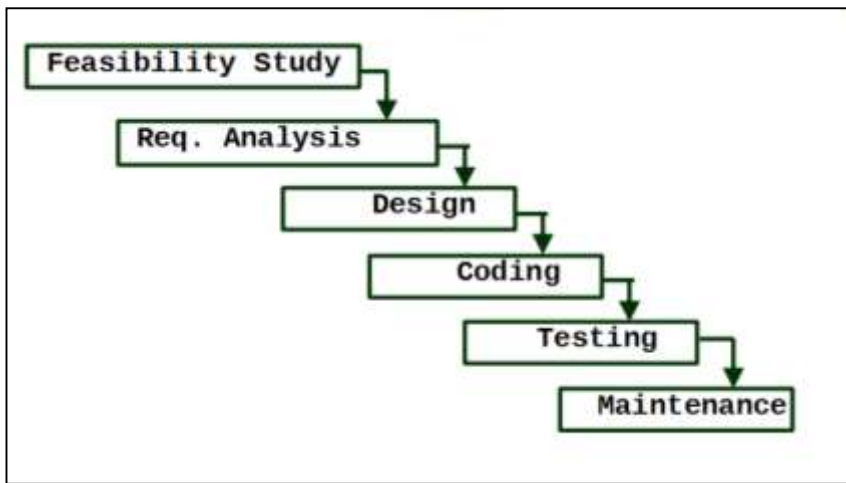 Feasibility Study
Req. Analysis
Design
Coding
Testing
Maintenance